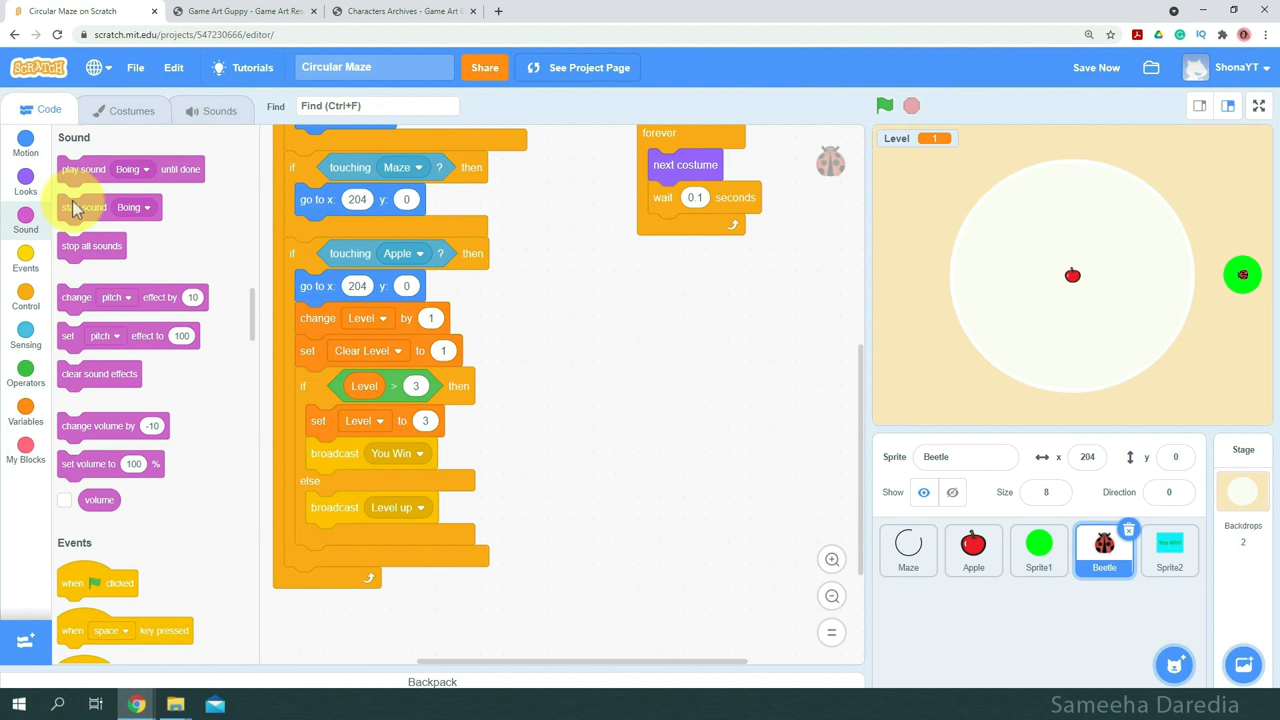 Circular Maze on Scratch
Game Art Guppy - Game Art Res
Characters Archives - Game Art G
scratch.mit.edu/projects/547230666/editor/
SCRATCH
File
Edit
Tutorials
Circular Maze
Share
See Project Page
Save Now
ShonaYT
Code
Costumes
Sounds
Find
Find (Ctrl+F)
Motion
Looks
Sound
Events
Control
Sensing
Operators
Variables
My Blocks
Sound
play sound Boing until done
start sound Boing
stop all sounds
change pitch effect by 10
set pitch effect to 100
clear sound effects
change volume by -10
set volume to 100 %
volume
Events
when clicked
when space key pressed
if touching Maze ? then
go to x: 204 y: 0
if touching Apple ? then
go to x: 204 y: 0
change Level by 1
set Clear Level to 1
if Level > 3 then
set Level to 3
broadcast You Win
else
broadcast Level up
forever
next costume
wait 0.1 seconds
Backpack
Level 1
Sprite Beetle x 204 y 0
Show Size 8 Direction 0
Maze
Apple
Sprite1
Beetle
You Win!
Sprite2
Stage
Backdrops
2
Sameeha Daredia